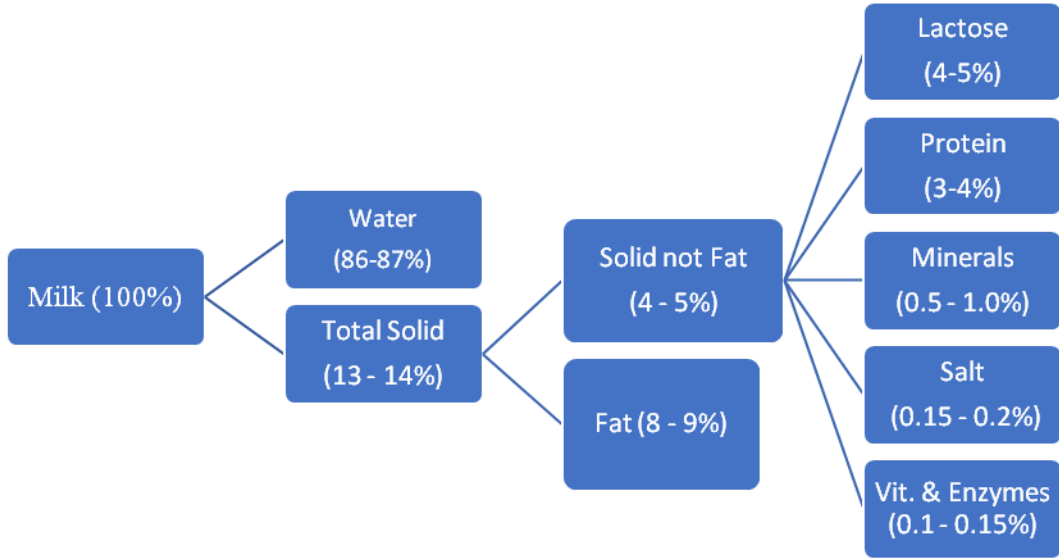 Milk (100%)
Water
(86-87%)
Total Solid
(13 - 14%)
Solid not Fat
(4 - 5%)
Fat (8 - 9%)
Lactose
(4-5%)
Protein
(3-4%)
Minerals
(0.5 - 1.0%)
Salt
(0.15 - 0.2%)
Vit. & Enzymes
(0.1 - 0.15%)